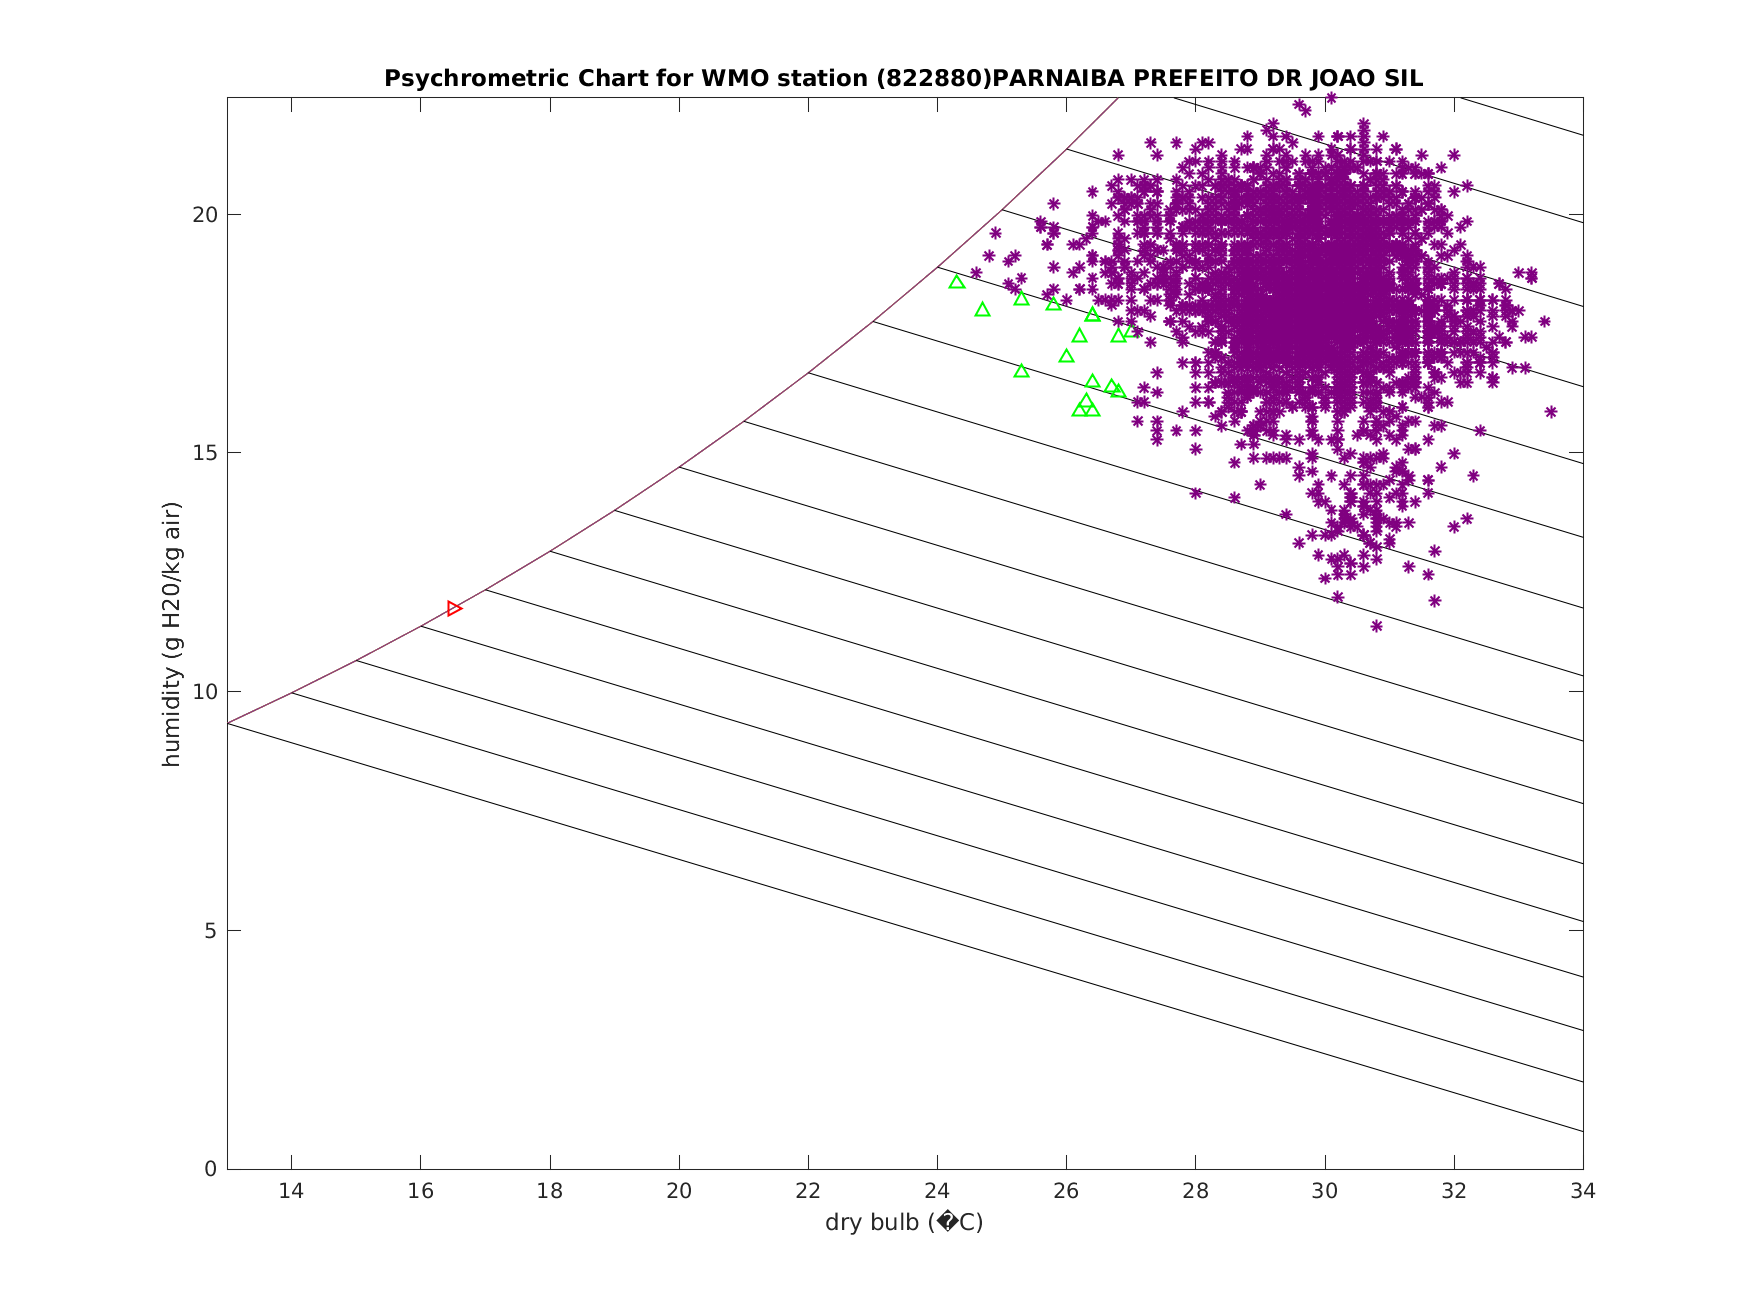 Psychrometric Chart for WMO station (822880)PARNAIBA PREFEITO DR JOAO SIL
humidity (g H20/kg air)
20
15
10
5
0
14 16 18 20 22 24 26 28 30 32 34
dry bulb (�C)